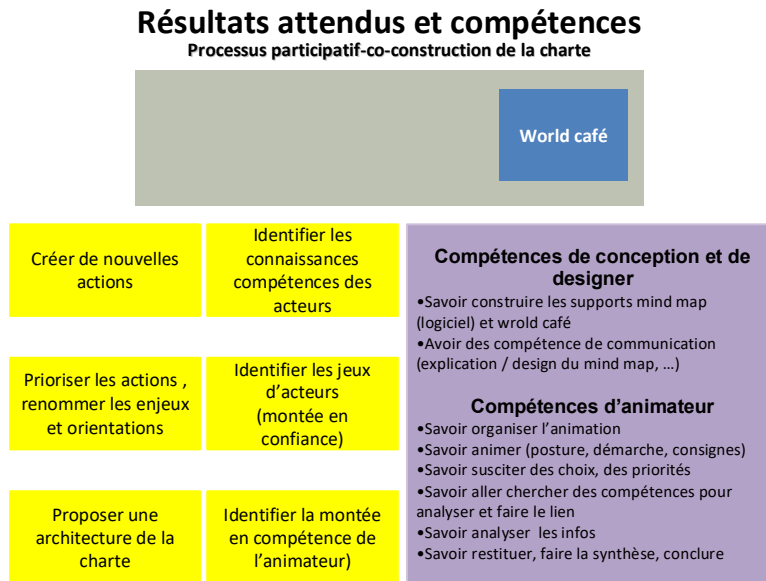 Résultats attendus et compétences
Processus participatif-co-construction de la charte
World café
Créer de nouvelles
actions
Identifier les
connaissances
compétences des
acteurs
Prioriser les actions ,
renommer les enjeux
et orientations
Identifier les jeux
d’acteurs
(montée en
confiance)
Proposer une
architecture de la
charte
Identifier la montée
en compétence de
l’animateur)
Compétences de conception et de
designer
•Savoir construire les supports mind map
(logiciel) et wrold café
•Avoir des compétence de communication
(explication / design du mind map, …)
Compétences d’animateur
•Savoir organiser l’animation
•Savoir animer (posture, démarche, consignes)
•Savoir susciter des choix, des priorités
•Savoir aller chercher des compétences pour
analyser et faire le lien
•Savoir analyser  les infos
•Savoir restituer, faire la synthèse, conclure